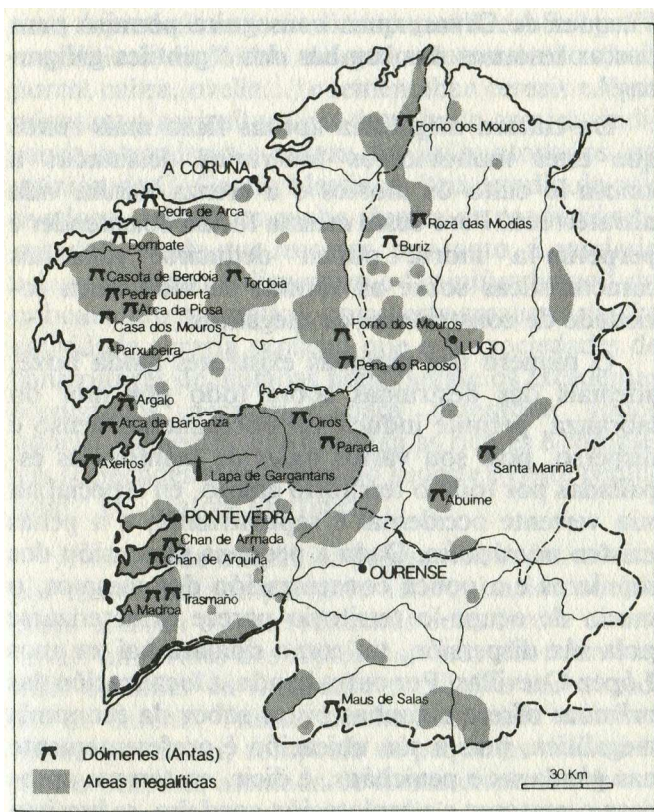 Forno dos Mouros
A CORUÑA
Pedra de Arca
Roza das Modias
Dombate
Buriz
Casota de Berdoia
Tordoia
Pedra Cuberta
Arca da Piosa
Casa dos Mouros
Forno dos Mouros
LUGO
Parxubeira
Pena do Raposo
Argalo
Arca da Barbanza
Oiros
Parada
Axeitos
Santa Mariña
Lapa de Gargantans
Aburne
PONTEVEDRA
Chan de Armada
Chan de Arquiña
OURENSE
A Madroa
Trasmaño
Maus de Salas
Dólmenes (Antas)
Areas megalíticas
30 Km